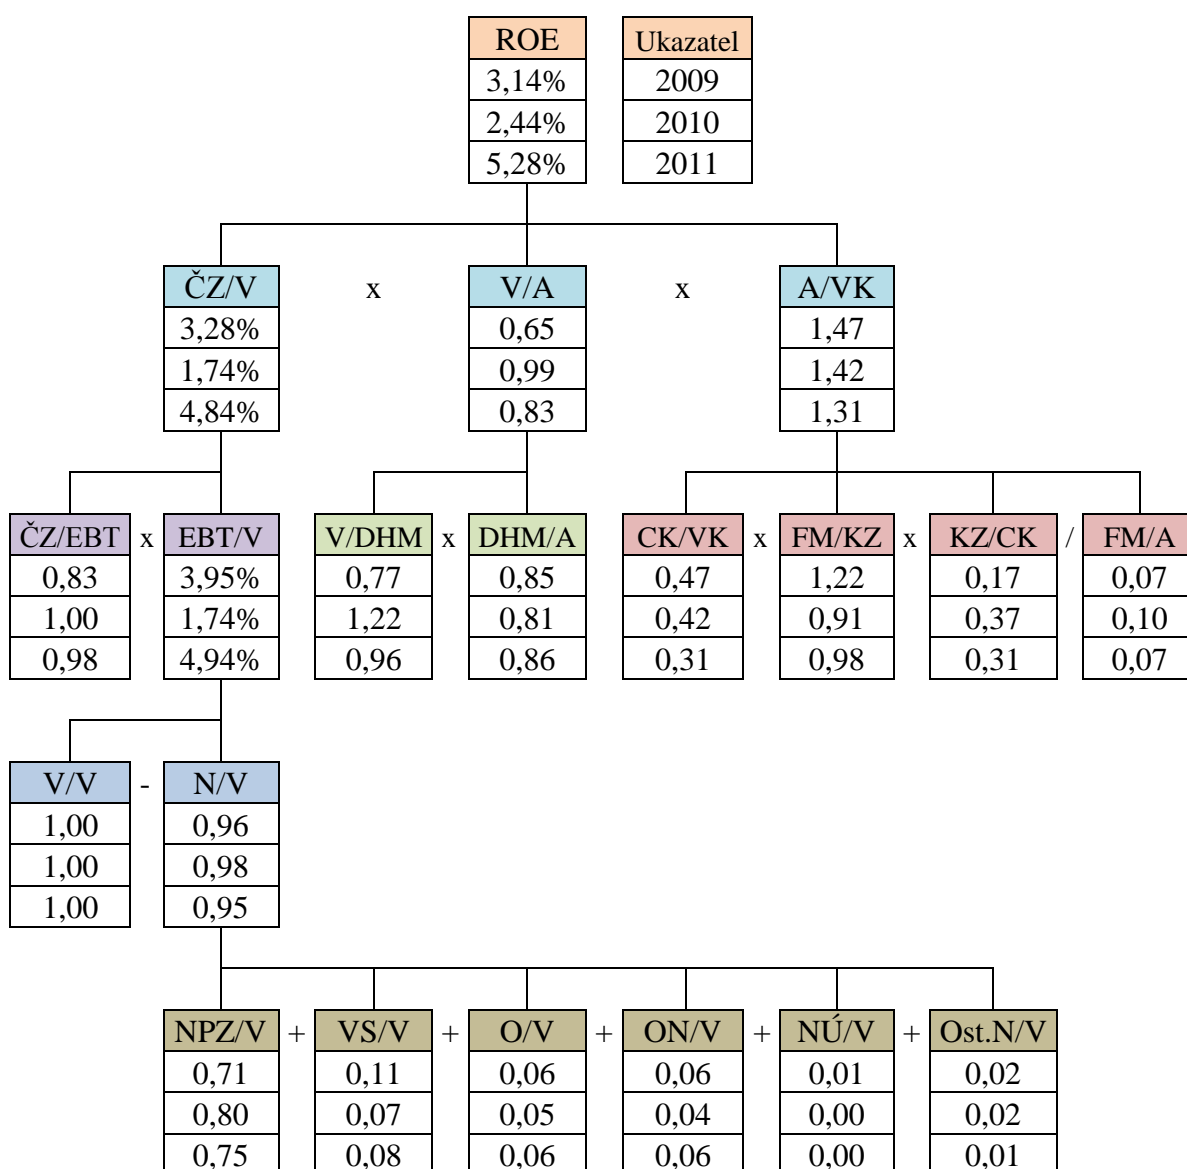 ROE Ukazatel
3,14% 2009
2,44% 2010
5,28% 2011
ČZ/V x V/A x A/VK
3,28% 0,65 1,47
1,74% 0,99 1,42
4,84% 0,83 1,31
ČZ/EBT x EBT/V V/DHM x DHM/A CK/VK x FM/KZ x KZ/CK / FM/A
0,83 3,95% 0,77 0,85 0,47 1,22 0,17 0,07
1,00 1,74% 1,22 0,81 0,42 0,91 0,37 0,10
0,98 4,94% 0,96 0,86 0,31 0,98 0,31 0,07
V/V - N/V
1,00 0,96
1,00 0,98
1,00 0,95
NPZ/V + VS/V + O/V + ON/V + NÚ/V + Ost.N/V
0,71 0,11 0,06 0,06 0,01 0,02
0,80 0,07 0,05 0,04 0,00 0,02
0,75 0,08 0,06 0,06 0,00 0,01